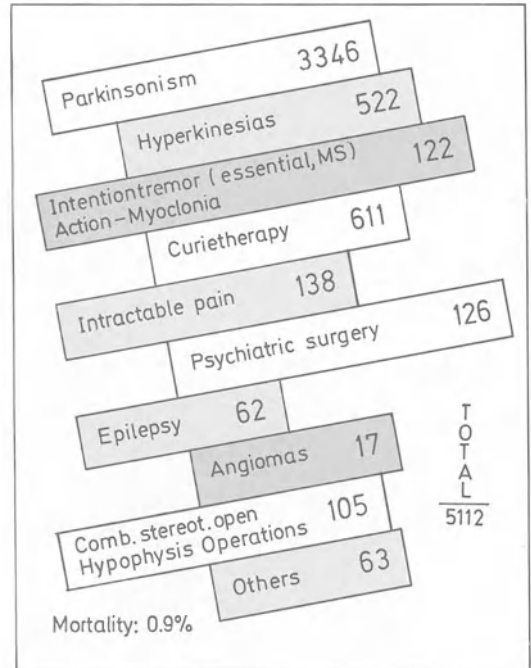 Parkinsonism 3346
Hyperkinesias 522
Intentiontremor (essential,MS) 122
Action-Myoclonia
Curietherapy 611
Intractable pain 138
Psychiatric surgery 126
Epilepsy 62
Angiomas 17
Comb. stereot. open 105
Hypophysis Operations
Others 63
TOTAL
5112
Mortality: 0.9%